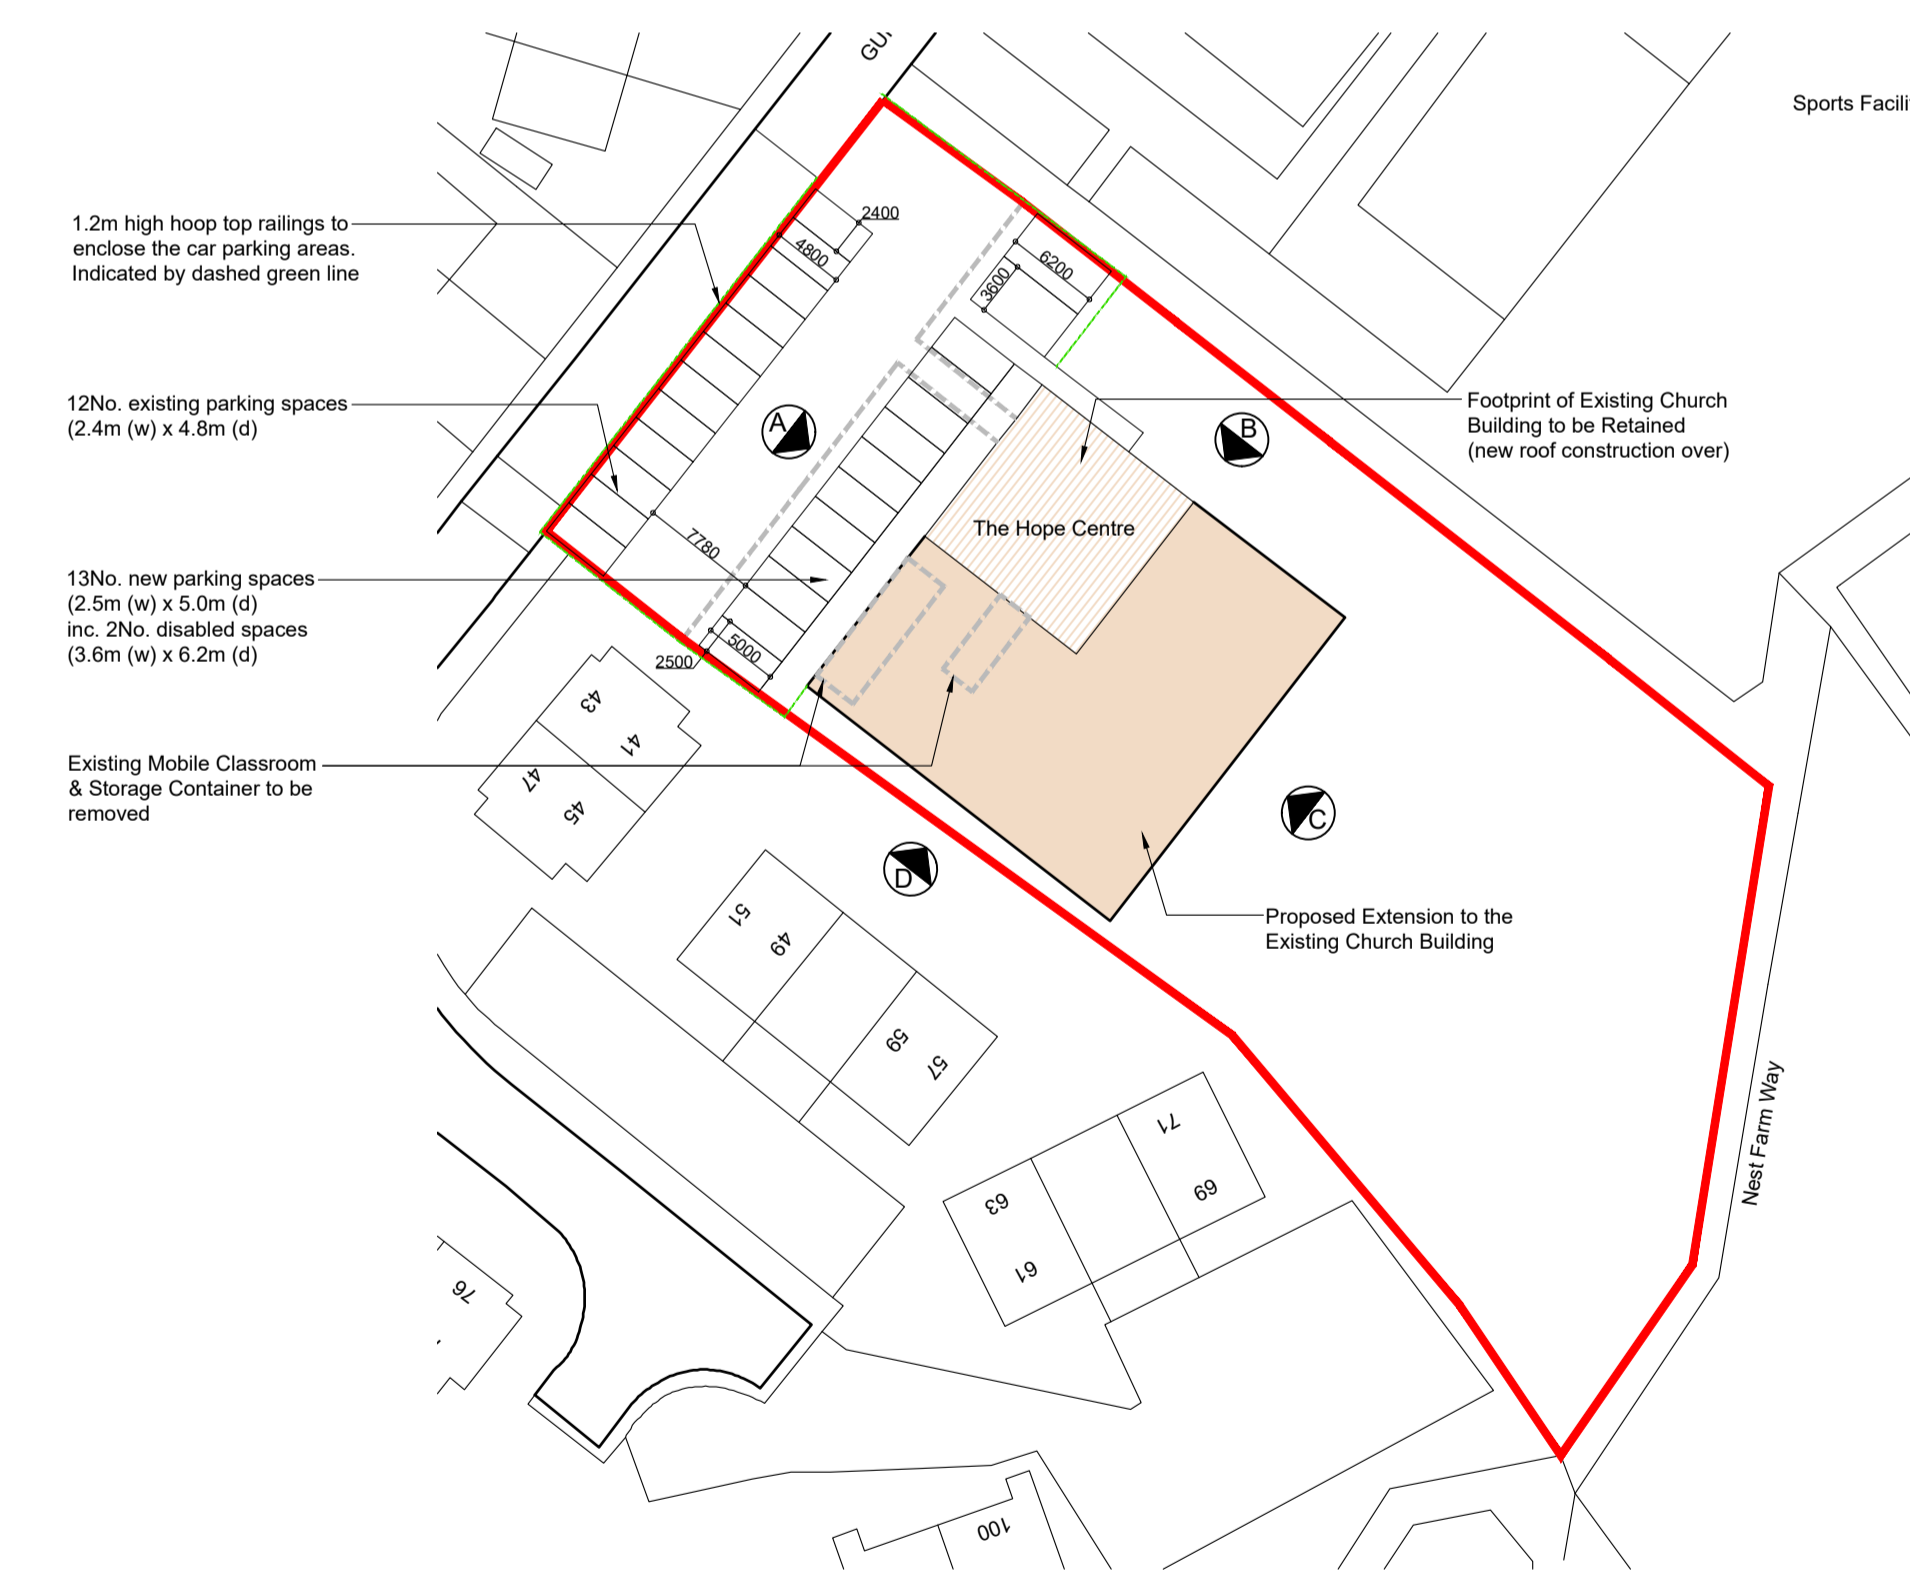 GU
Sports Facili
1.2m high hoop top railings to
enclose the car parking areas.
Indicated by dashed green line
2400
4800
6200
3600
12No. existing parking spaces
(2.4m (w) x 4.8m (d)
A
B
Footprint of Existing Church
Building to be Retained
(new roof construction over)
The Hope Centre
7780
13No. new parking spaces
(2.5m (w) x 5.0m (d)
inc. 2No. disabled spaces
(3.6m (w) x 6.2m (d)
5000
2500
43
41
47
45
Existing Mobile Classroom
& Storage Container to be
removed
C
D
Proposed Extension to the
Existing Church Building
51
49
59
57
Nest Farm Way
71
69
63
61
76
100